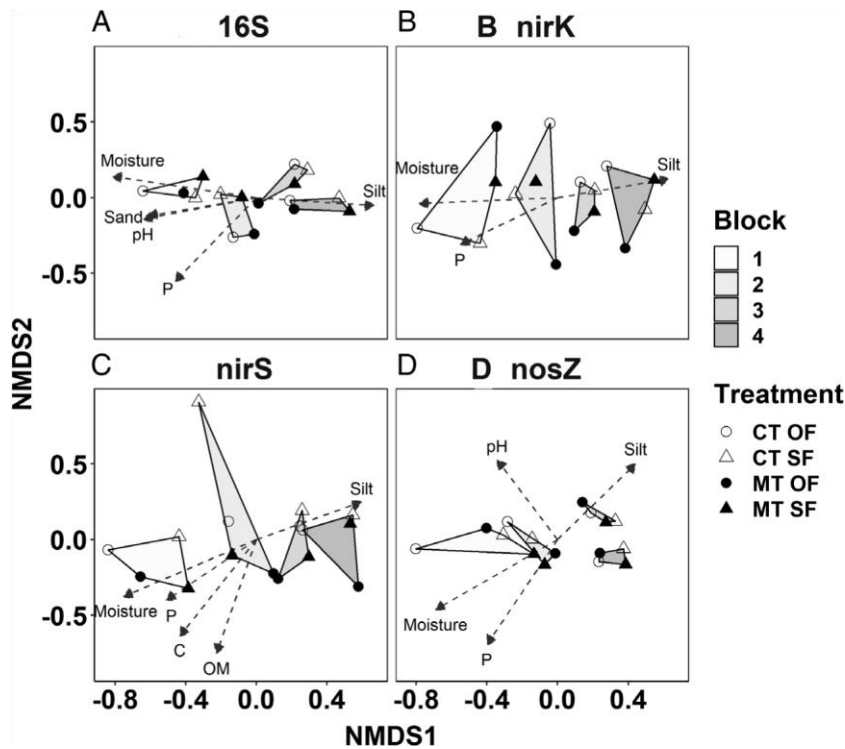 A 16S
B B nirK
0.5
0.0
-0.5
Moisture
Sand
pH
P
Silt
Moisture
P
Silt
C nirS
D D nosZ
0.5
0.0
-0.5
Moisture
P
C
OM
Silt
pH
Silt
Moisture
P
-0.8 -0.4 0.0 0.4
-0.8 -0.4 0.0 0.4
NMDS1
NMDS2
Block
1
2
3
4
Treatment
CT OF
CT SF
MT OF
MT SF